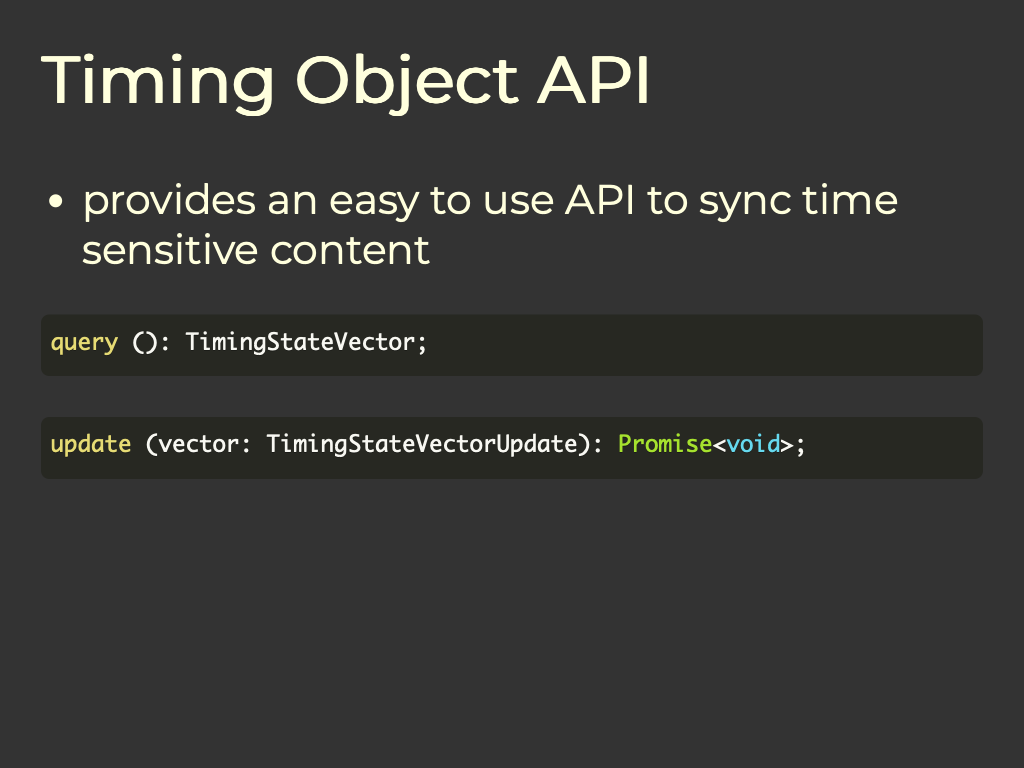 Timing Object API
• provides an easy to use API to sync time
sensitive content
query (): TimingStateVector;
update (vector: TimingStateVectorUpdate): Promise<void>;